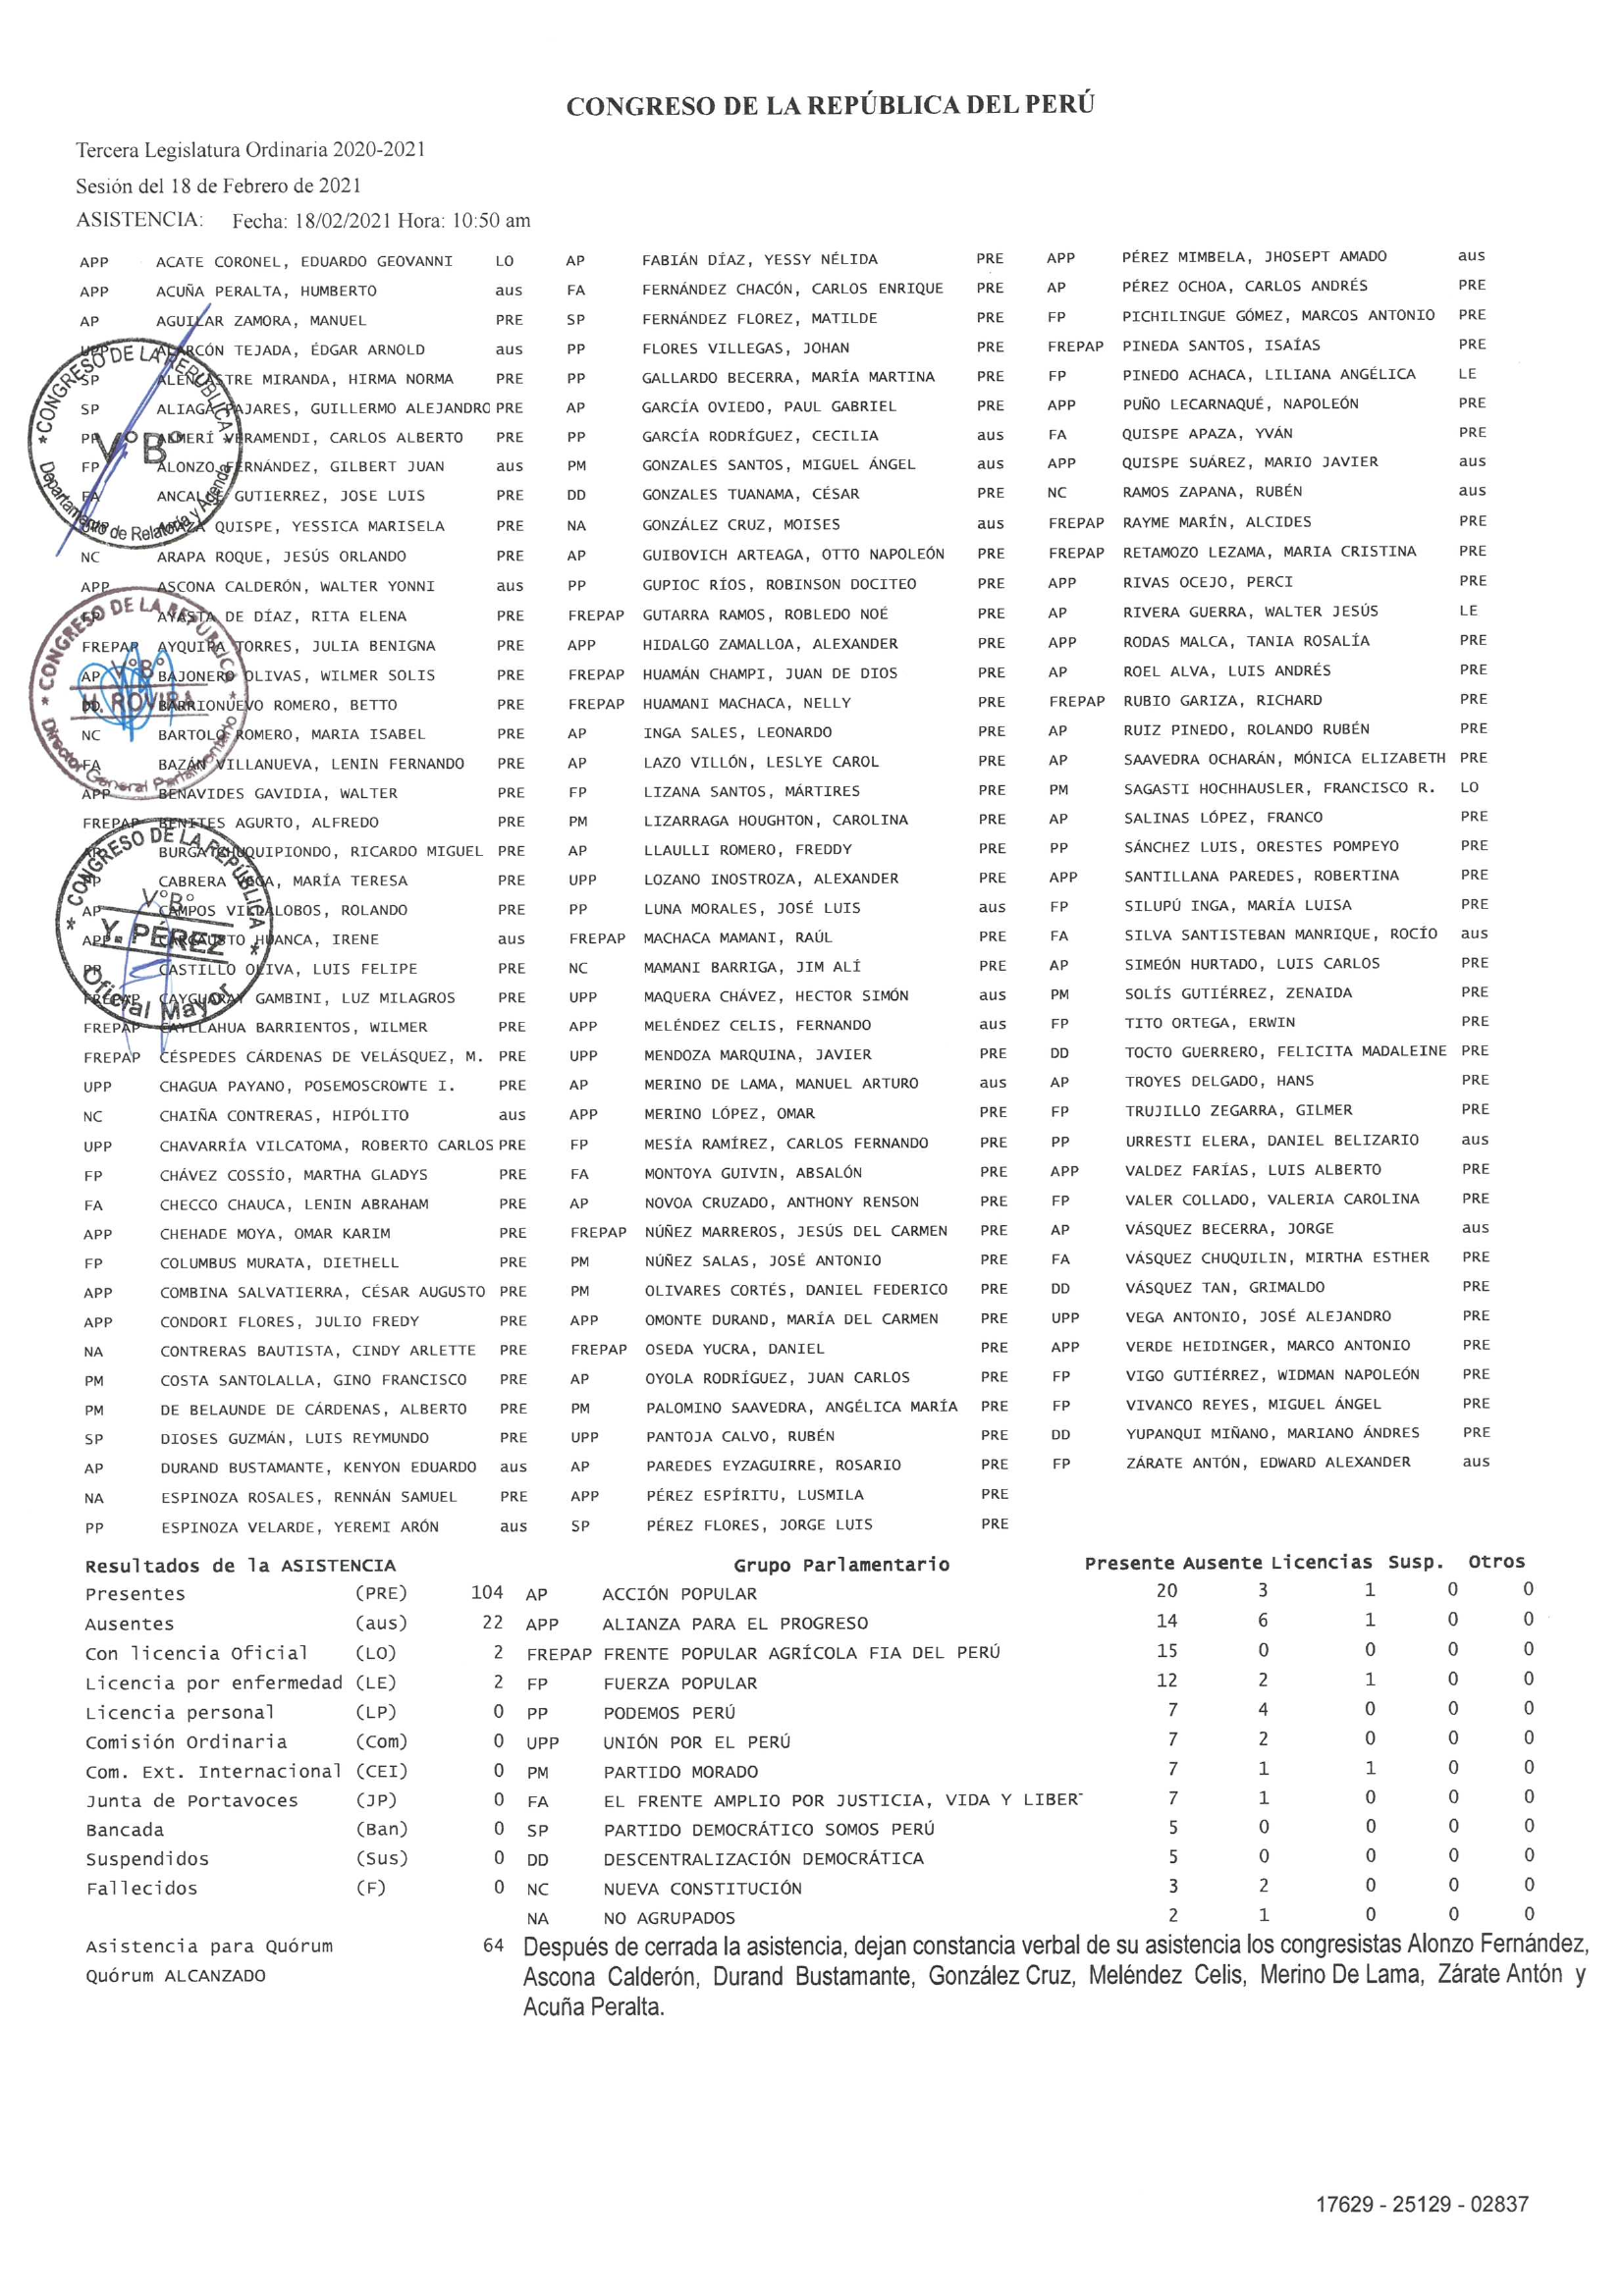 CONGRESO DE LA REPÚBLICA DEL PERÚ
Tercera Legislatura Ordinaria 2020-2021
Sesión del 18 de Febrero de 2021
ASISTENCIA: Fecha: 18/02/2021 Hora: 10:50 am
APP ACATE CORONEL, EDUARDO GEOVANNI LO AP FABIÁN DÍAZ, YESSY NÉLIDA PRE APP PÉREZ MIMBELA, JHOSEPT AMADO aus
APP ACUÑA PERALTA, HUMBERTO aus FA FERNÁNDEZ CHACÓN, CARLOS ENRIQUE PRE AP PÉREZ OCHOA, CARLOS ANDRÉS PRE
AP AGUILAR ZAMORA, MANUEL PRE SP FERNÁNDEZ FLOREZ, MATILDE PRE FP PICHILINGUE GÓMEZ, MARCOS ANTONIO PRE
UPP ALARCÓN TEJADA, ÉDGAR ARNOLD aus PP FLORES VILLEGAS, JOHAN PRE FREPAP PINEDA SANTOS, ISAÍAS PRE
SP ALENCASTRE MIRANDA, HIRMA NORMA PRE PP GALLARDO BECERRA, MARÍA MARTINA PRE FP PINEDO ACHACA, LILIANA ANGÉLICA LE
SP ALIAGA PAJARES, GUILLERMO ALEJANDRO PRE AP GARCÍA OVIEDO, PAUL GABRIEL PRE APP PUÑO LECARNAQUÉ, NAPOLEÓN PRE
PP ALMERÍ VERAMENDI, CARLOS ALBERTO PRE PP GARCÍA RODRÍGUEZ, CECILIA aus FA QUISPE APAZA, YVÁN PRE
FP ALONZO FERNÁNDEZ, GILBERT JUAN aus PM GONZALES SANTOS, MIGUEL ÁNGEL aus APP QUISPE SUÁREZ, MARIO JAVIER aus
FA ANCALLE GUTIERREZ, JOSE LUIS PRE DD GONZALES TUANAMA, CÉSAR PRE NC RAMOS ZAPANA, RUBÉN aus
APAZA QUISPE, YESSICA MARISELA PRE NA GONZÁLEZ CRUZ, MOISES aus FREPAP RAYME MARÍN, ALCIDES PRE
NC ARAPA ROQUE, JESÚS ORLANDO PRE AP GUIBOVICH ARTEAGA, OTTO NAPOLEÓN PRE FREPAP RETAMOZO LEZAMA, MARIA CRISTINA PRE
APP ASCONA CALDERÓN, WALTER YONNI aus PP GUPIOC RÍOS, ROBINSON DOCITEO PRE APP RIVAS OCEJO, PERCI PRE
FP AYASTA DE DÍAZ, RITA ELENA PRE FREPAP GUTARRA RAMOS, ROBLEDO NOÉ PRE AP RIVERA GUERRA, WALTER JESÚS LE
FREPAP AYQUIPA TORRES, JULIA BENIGNA PRE APP HIDALGO ZAMALLOA, ALEXANDER PRE APP RODAS MALCA, TANIA ROSALÍA PRE
AP BAJONERO OLIVAS, WILMER SOLIS PRE FREPAP HUAMÁN CHAMPI, JUAN DE DIOS PRE AP ROEL ALVA, LUIS ANDRÉS PRE
DD BARRIONUEVO ROMERO, BETTO PRE FREPAP HUAMANI MACHACA, NELLY PRE FREPAP RUBIO GARIZA, RICHARD PRE
NC BARTOLO ROMERO, MARIA ISABEL PRE AP INGA SALES, LEONARDO PRE AP RUIZ PINEDO, ROLANDO RUBÉN PRE
FA BAZÁN VILLANUEVA, LENIN FERNANDO PRE AP LAZO VILLÓN, LESLYE CAROL PRE AP SAAVEDRA OCHARÁN, MÓNICA ELIZABETH PRE
APP BENAVIDES GAVIDIA, WALTER PRE FP LIZANA SANTOS, MÁRTIRES PRE PM SAGASTI HOCHHAUSLER, FRANCISCO R. LO
FREPAP BENITES AGURTO, ALFREDO PRE PM LIZARRAGA HOUGHTON, CAROLINA PRE AP SALINAS LÓPEZ, FRANCO PRE
AP BURGA CHUQUIPIONDO, RICARDO MIGUEL PRE AP LLAULLI ROMERO, FREDDY PRE PP SÁNCHEZ LUIS, ORESTES POMPEYO PRE
CABRERA VEGA, MARÍA TERESA PRE UPP LOZANO INOSTROZA, ALEXANDER PRE APP SANTILLANA PAREDES, ROBERTINA PRE
AP CAMPOS VILLALOBOS, ROLANDO PRE PP LUNA MORALES, JOSÉ LUIS aus FP SILUPÚ INGA, MARÍA LUISA PRE
APP CARCAUSTO HUANCA, IRENE aus FREPAP MACHACA MAMANI, RAÚL PRE FA SILVA SANTISTEBAN MANRIQUE, ROCÍO aus
PP CASTILLO OLIVA, LUIS FELIPE PRE NC MAMANI BARRIGA, JIM ALÍ PRE AP SIMEÓN HURTADO, LUIS CARLOS PRE
FREPAP CAYGUARAY GAMBINI, LUZ MILAGROS PRE UPP MAQUERA CHÁVEZ, HECTOR SIMÓN aus PM SOLÍS GUTIÉRREZ, ZENAIDA PRE
FREPAP CAYLLAHUA BARRIENTOS, WILMER PRE APP MELÉNDEZ CELIS, FERNANDO aus FP TITO ORTEGA, ERWIN PRE
FREPAP CÉSPEDES CÁRDENAS DE VELÁSQUEZ, M. PRE UPP MENDOZA MARQUINA, JAVIER PRE DD TOCTO GUERRERO, FELICITA MADALEINE PRE
UPP CHAGUA PAYANO, POSEMOSCROWTE I. PRE AP MERINO DE LAMA, MANUEL ARTURO aus AP TROYES DELGADO, HANS PRE
NC CHAIÑA CONTRERAS, HIPÓLITO aus APP MERINO LÓPEZ, OMAR PRE FP TRUJILLO ZEGARRA, GILMER PRE
UPP CHAVARRÍA VILCATOMA, ROBERTO CARLOS PRE FP MESÍA RAMÍREZ, CARLOS FERNANDO PRE PP URRESTI ELERA, DANIEL BELIZARIO aus
FP CHÁVEZ COSSÍO, MARTHA GLADYS PRE FA MONTOYA GUIVIN, ABSALÓN PRE APP VALDEZ FARÍAS, LUIS ALBERTO PRE
FA CHECCO CHAUCA, LENIN ABRAHAM PRE AP NOVOA CRUZADO, ANTHONY RENSON PRE FP VALER COLLADO, VALERIA CAROLINA PRE
APP CHEHADE MOYA, OMAR KARIM PRE FREPAP NÚÑEZ MARREROS, JESÚS DEL CARMEN PRE AP VÁSQUEZ BECERRA, JORGE aus
FP COLUMBUS MURATA, DIETHELL PRE PM NÚÑEZ SALAS, JOSÉ ANTONIO PRE FA VÁSQUEZ CHUQUILIN, MIRTHA ESTHER PRE
APP COMBINA SALVATIERRA, CÉSAR AUGUSTO PRE PM OLIVARES CORTÉS, DANIEL FEDERICO PRE DD VÁSQUEZ TAN, GRIMALDO PRE
APP CONDORI FLORES, JULIO FREDY PRE APP OMONTE DURAND, MARÍA DEL CARMEN PRE UPP VEGA ANTONIO, JOSÉ ALEJANDRO PRE
NA CONTRERAS BAUTISTA, CINDY ARLETTE PRE FREPAP OSEDA YUCRA, DANIEL PRE APP VERDE HEIDINGER, MARCO ANTONIO PRE
PM COSTA SANTOLALLA, GINO FRANCISCO PRE AP OYOLA RODRÍGUEZ, JUAN CARLOS PRE FP VIGO GUTIÉRREZ, WIDMAN NAPOLEÓN PRE
PM DE BELAUNDE DE CÁRDENAS, ALBERTO PRE PM PALOMINO SAAVEDRA, ANGÉLICA MARÍA PRE FP VIVANCO REYES, MIGUEL ÁNGEL PRE
SP DIOSES GUZMÁN, LUIS REYMUNDO PRE UPP PANTOJA CALVO, RUBÉN PRE DD YUPANQUI MIÑANO, MARIANO ÁNDRES PRE
AP DURAND BUSTAMANTE, KENYON EDUARDO aus AP PAREDES EYZAGUIRRE, ROSARIO PRE FP ZÁRATE ANTÓN, EDWARD ALEXANDER aus
NA ESPINOZA ROSALES, RENNÁN SAMUEL PRE APP PÉREZ ESPÍRITU, LUSMILA PRE
PP ESPINOZA VELARDE, YEREMI ARÓN aus SP PÉREZ FLORES, JORGE LUIS PRE
CONGRESO DE LA REPÚBLICA
V°B°
Departamento de Relatoría y Agenda
CONGRESO DE LA REPÚBLICA
V°B°
H. ROVIRA
Director General Parlamentario
CONGRESO DE LA REPÚBLICA
V°B°
Y. PÉREZ
Oficial Mayor
Resultados de la ASISTENCIA Grupo Parlamentario Presente Ausente Licencias Susp. Otros
Presentes (PRE) 104 AP ACCIÓN POPULAR 20 3 1 0 0
Ausentes (aus) 22 APP ALIANZA PARA EL PROGRESO 14 6 1 0 0
Con licencia Oficial (LO) 2 FREPAP FRENTE POPULAR AGRÍCOLA FIA DEL PERÚ 15 0 0 0 0
Licencia por enfermedad (LE) 2 FP FUERZA POPULAR 12 2 1 0 0
Licencia personal (LP) 0 PP PODEMOS PERÚ 7 4 0 0 0
Comisión Ordinaria (Com) 0 UPP UNIÓN POR EL PERÚ 7 2 0 0 0
Com. Ext. Internacional (CEI) 0 PM PARTIDO MORADO 7 1 1 0 0
Junta de Portavoces (JP) 0 FA EL FRENTE AMPLIO POR JUSTICIA, VIDA Y LIBER 7 1 0 0 0
Bancada (Ban) 0 SP PARTIDO DEMOCRÁTICO SOMOS PERÚ 5 0 0 0 0
Suspendidos (Sus) 0 DD DESCENTRALIZACIÓN DEMOCRÁTICA 5 0 0 0 0
Fallecidos (F) 0 NC NUEVA CONSTITUCIÓN 3 2 0 0 0
NA NO AGRUPADOS 2 1 0 0 0
Asistencia para Quórum 64
Quórum ALCANZADO
Después de cerrada la asistencia, dejan constancia verbal de su asistencia los congresistas Alonzo Fernández,
Ascona Calderón, Durand Bustamante, González Cruz, Meléndez Celis, Merino De Lama, Zárate Antón y
Acuña Peralta.
17629 - 25129 - 02837